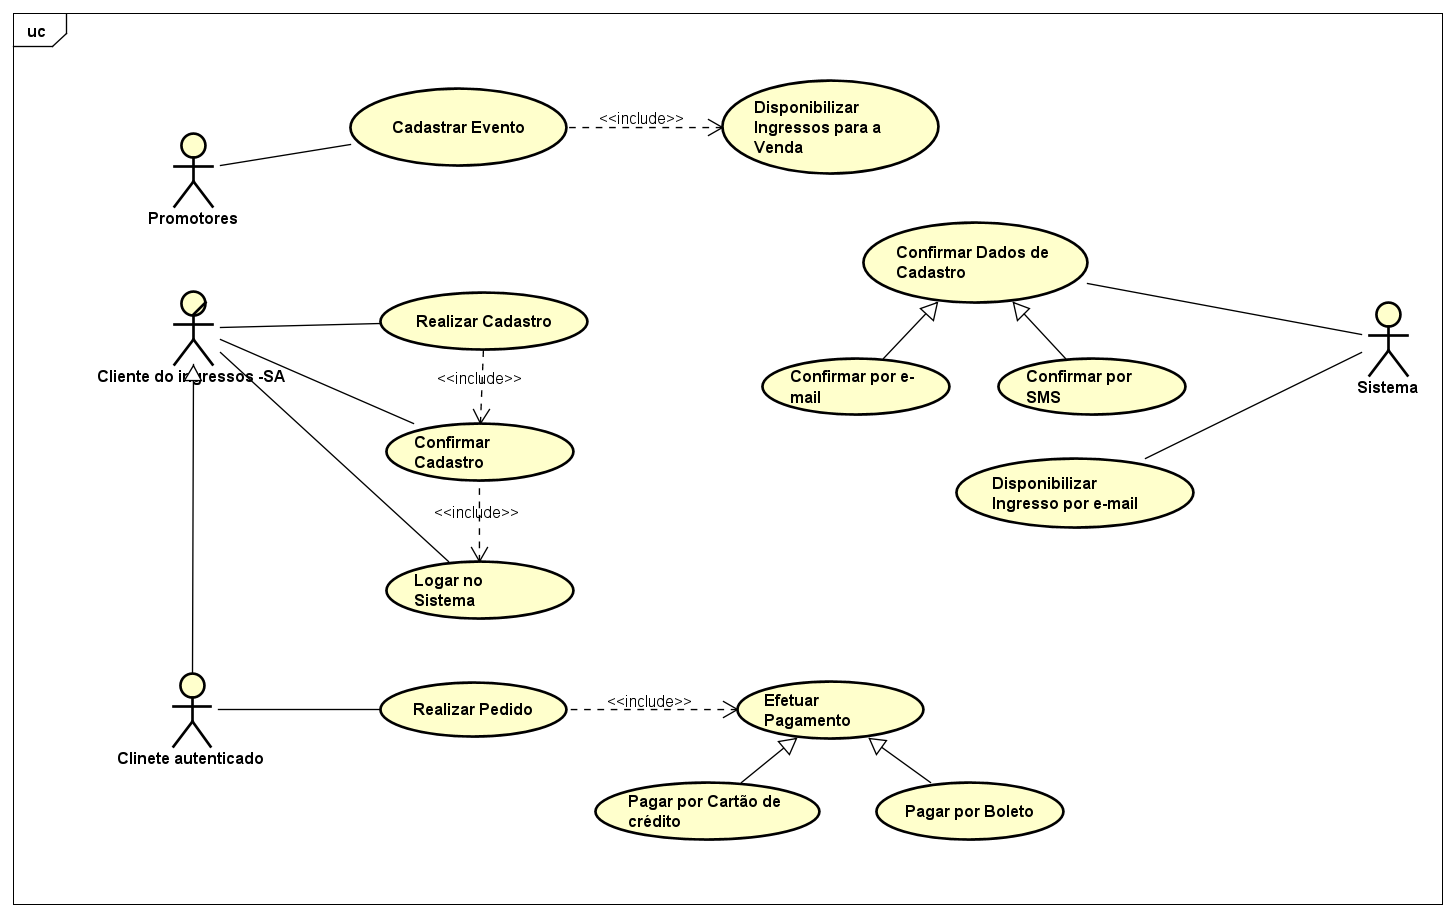 uc
Cadastrar Evento
<<include>>
Disponibilizar
Ingressos para a
Venda
Promotores
Confirmar Dados de
Cadastro
Realizar Cadastro
Cliente do ingressos -SA
<<include>>
Confirmar por e-
mail
Confirmar por
SMS
Sistema
Confirmar
Cadastro
<<include>>
Disponibilizar
Ingresso por e-mail
Logar no
Sistema
Realizar Pedido
<<include>>
Efetuar
Pagamento
Clinete autenticado
Pagar por Cartão de
crédito
Pagar por Boleto